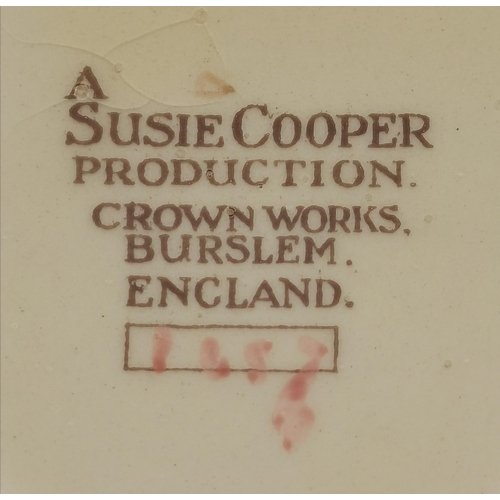 A
SUSIE COOPER
PRODUCTION.
CROWN WORKS,
BURSLEM.
ENGLAND.